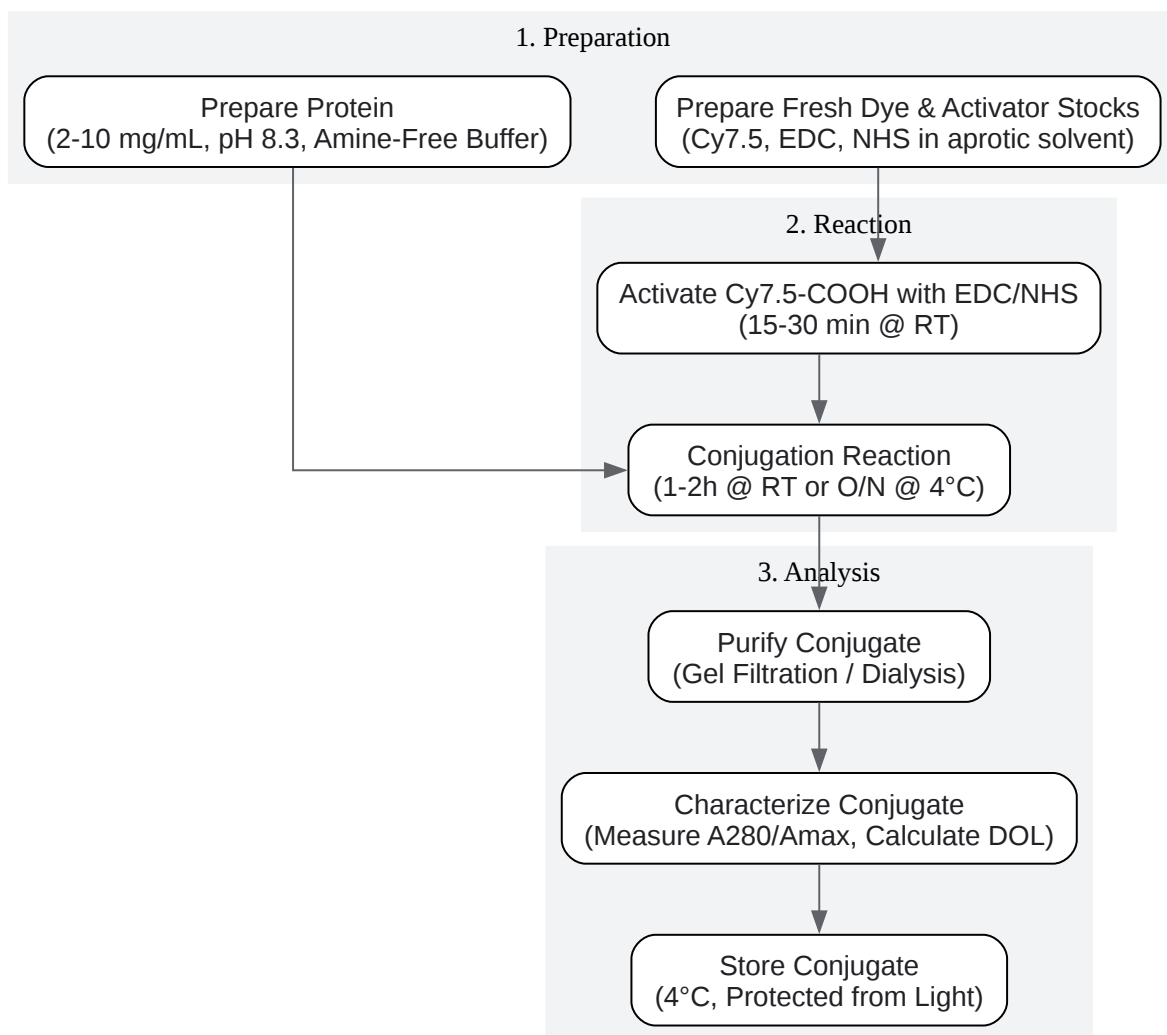 1. Preparation
Prepare Protein
(2-10 mg/mL, pH 8.3, Amine-Free Buffer)
Prepare Fresh Dye & Activator Stocks
(Cy7.5, EDC, NHS in aprotic solvent)
2. Reaction
Activate Cy7.5-COOH with EDC/NHS
(15-30 min @ RT)
Conjugation Reaction
(1-2h @ RT or O/N @ 4°C)
3. Analysis
Purify Conjugate
(Gel Filtration / Dialysis)
Characterize Conjugate
(Measure A280/Amax, Calculate DOL)
Store Conjugate
(4°C, Protected from Light)